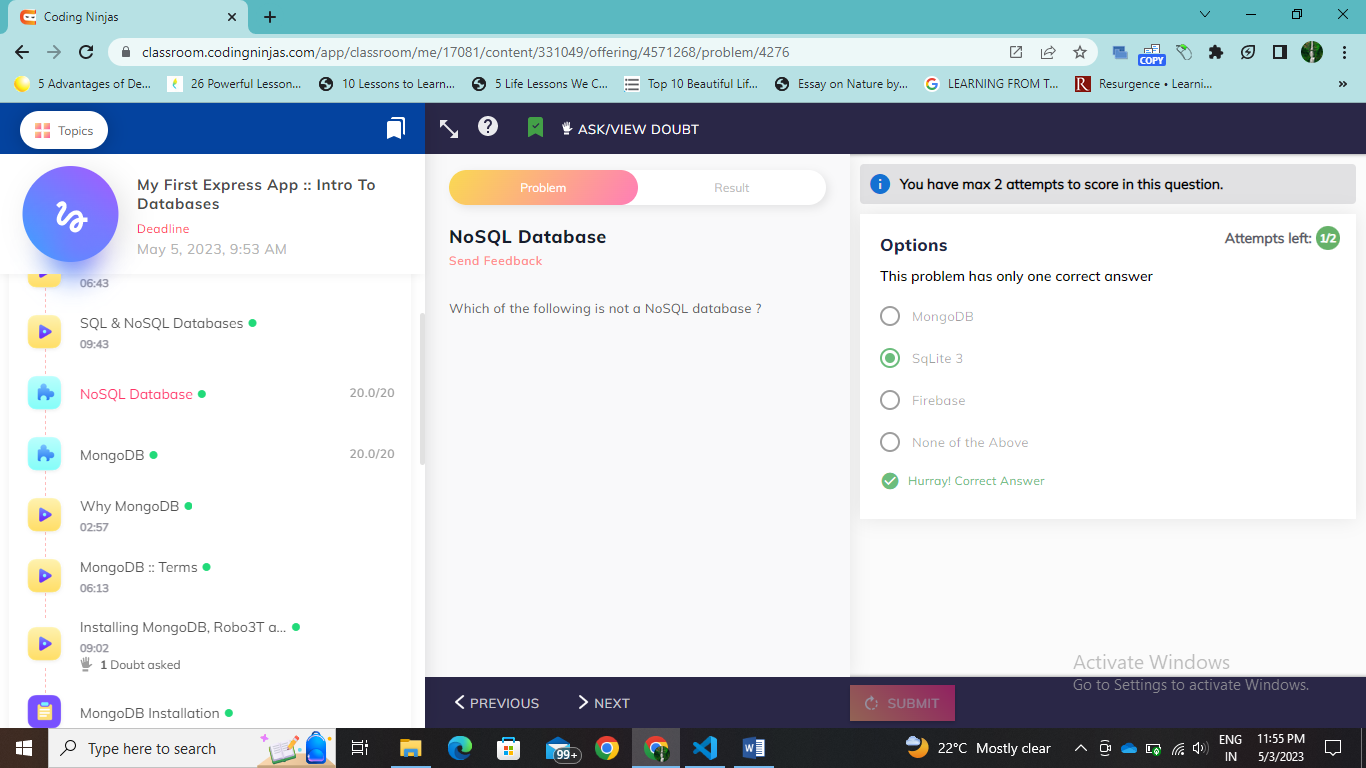 Coding Ninjas
classroom.codingninjas.com/app/classroom/me/17081/content/331049/offering/4571268/problem/4276
COPY
5 Advantages of De...
26 Powerful Lesson...
10 Lessons to Learn...
5 Life Lessons We C...
Top 10 Beautiful Lif...
Essay on Nature by...
LEARNING FROM T...
Resurgence • Learni...
Topics
ASK/VIEW DOUBT
My First Express App :: Intro To
Databases
Deadline
May 5, 2023, 9:53 AM
06:43
SQL & NoSQL Databases
09:43
NoSQL Database
20.0/20
MongoDB
20.0/20
Why MongoDB
02:57
MongoDB :: Terms
06:13
Installing MongoDB, Robo3T a...
09:02
1 Doubt asked
MongoDB Installation
Problem
Result
NoSQL Database
Send Feedback
Which of the following is not a NoSQL database ?
PREVIOUS
NEXT
You have max 2 attempts to score in this question.
Options
Attempts left: 1/2
This problem has only one correct answer
MongoDB
SqLite 3
Firebase
None of the Above
Hurray! Correct Answer
Activate Windows
Go to Settings to activate Windows.
SUBMIT
Type here to search
99+
22°C Mostly clear
ENG
IN
11:55 PM
5/3/2023